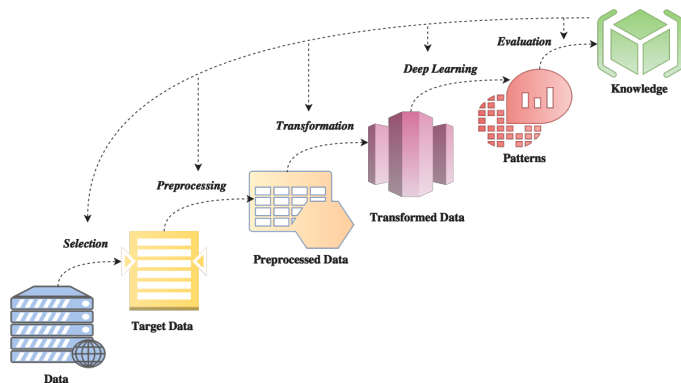 Evaluation
Knowledge
Deep Learning
Transformation
Patterns
Preprocessing
Transformed Data
Selection
Preprocessed Data
Target Data
Data